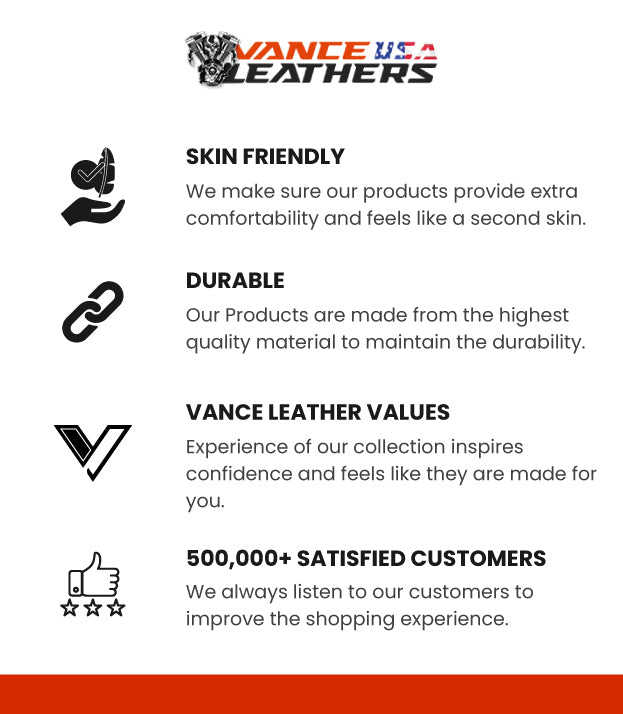 VANCE USA
LEATHERS
SKIN FRIENDLY
We make sure our products provide extra
comfortability and feels like a second skin.
DURABLE
Our Products are made from the highest
quality material to maintain the durability.
VANCE LEATHER VALUES
Experience of our collection inspires
confidence and feels like they are made for
you.
500,000+ SATISFIED CUSTOMERS
We always listen to our customers to
improve the shopping experience.